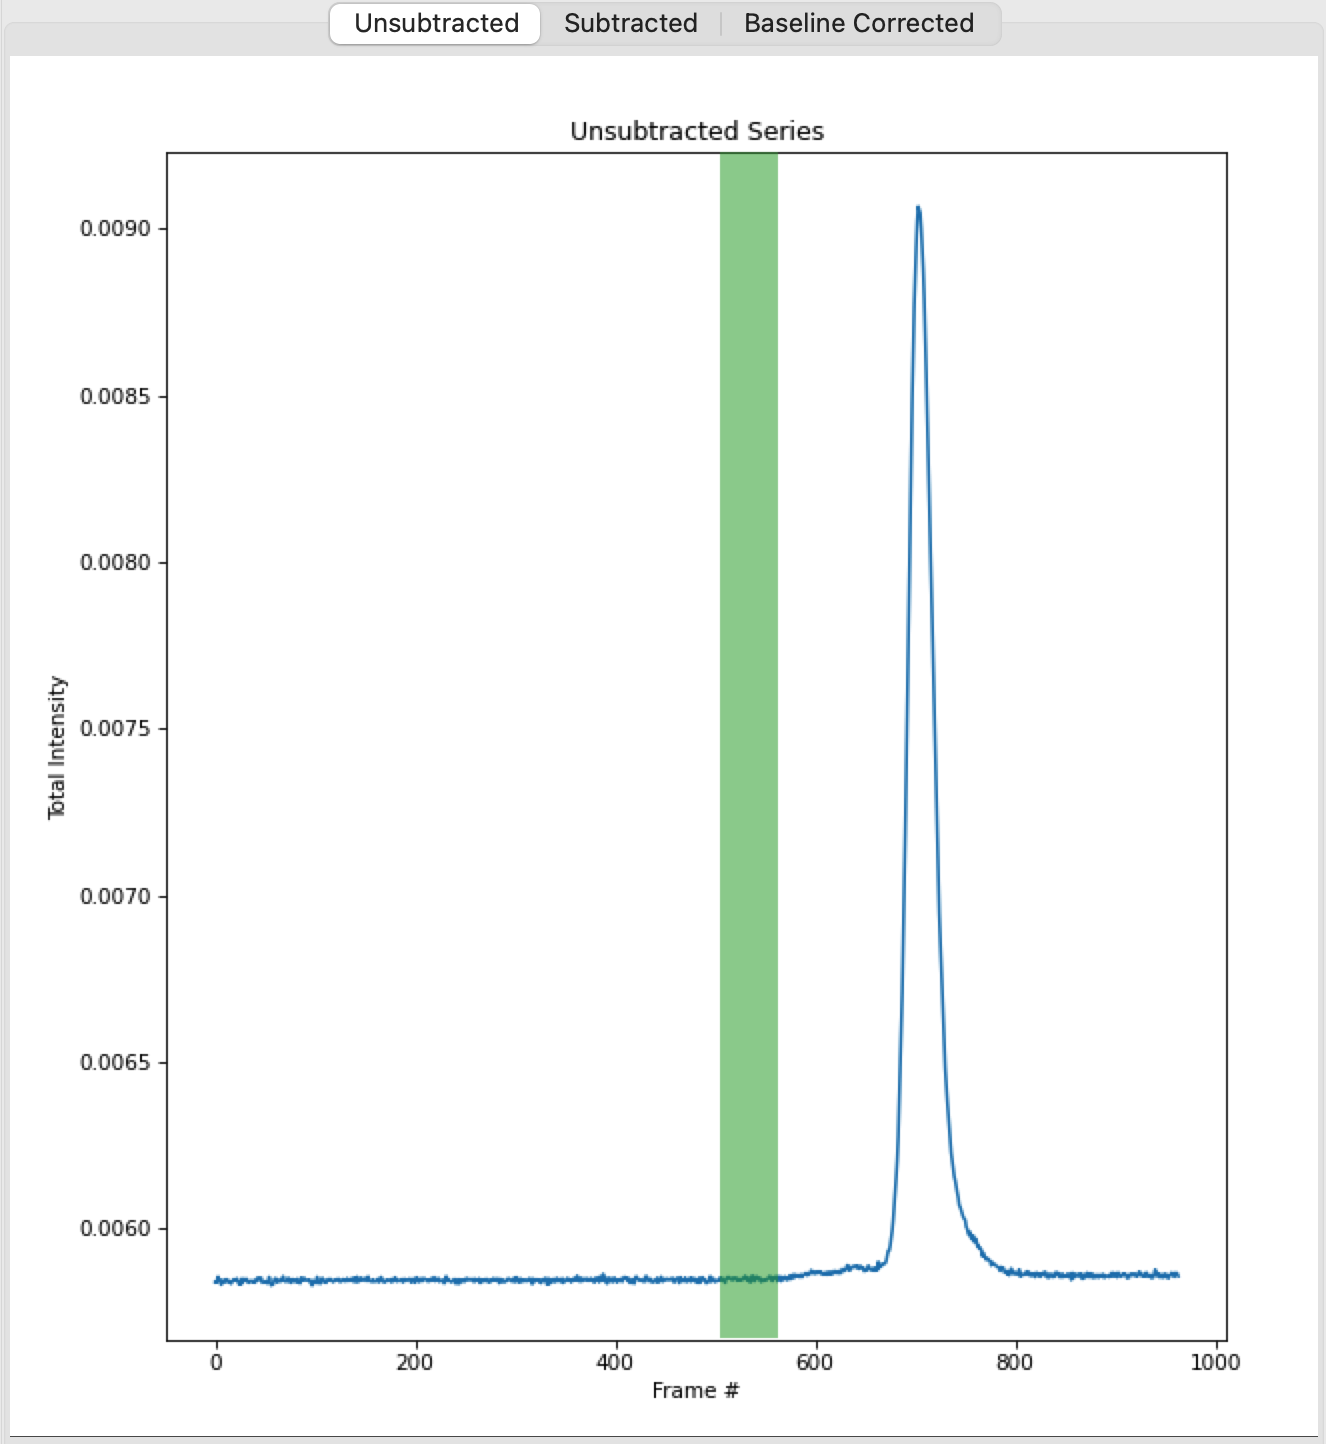 Unsubtracted Subtracted Baseline Corrected
Unsubtracted Series
0.0090
0.0085
0.0080
0.0075
0.0070
0.0065
0.0060
Total Intensity
0 200 400 600 800 1000
Frame #